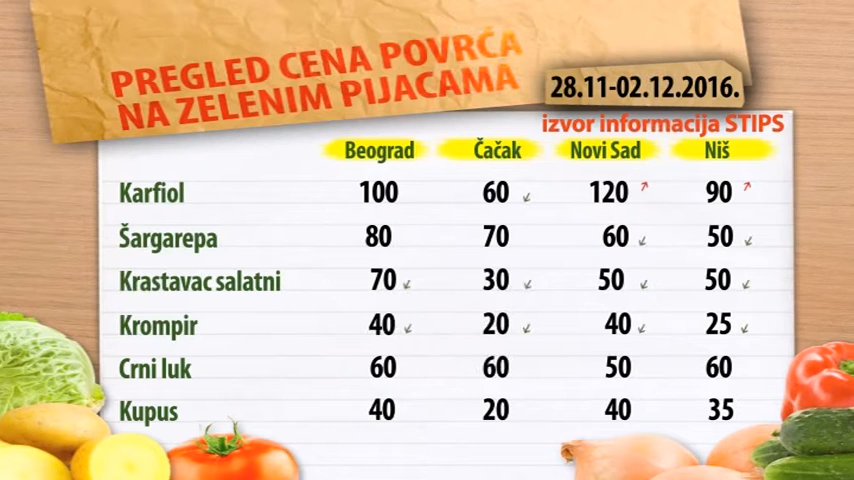 PREGLED CENA POVRĆA
NA ZELENIM PIJACAMA
28.11-02.12.2016.
izvor informacija STIPS
Beograd Čačak Novi Sad Niš
Karfiol 100 60 ↙ 120 ↗ 90 ↗
Šargarepa 80 70 60 ↙ 50 ↙
Krastavac salatni 70 ↙ 30 ↙ 50 ↙ 50 ↙
Krompir 40 ↙ 20 ↙ 40 ↙ 25 ↙
Crni luk 60 60 50 60
Kupus 40 20 40 35